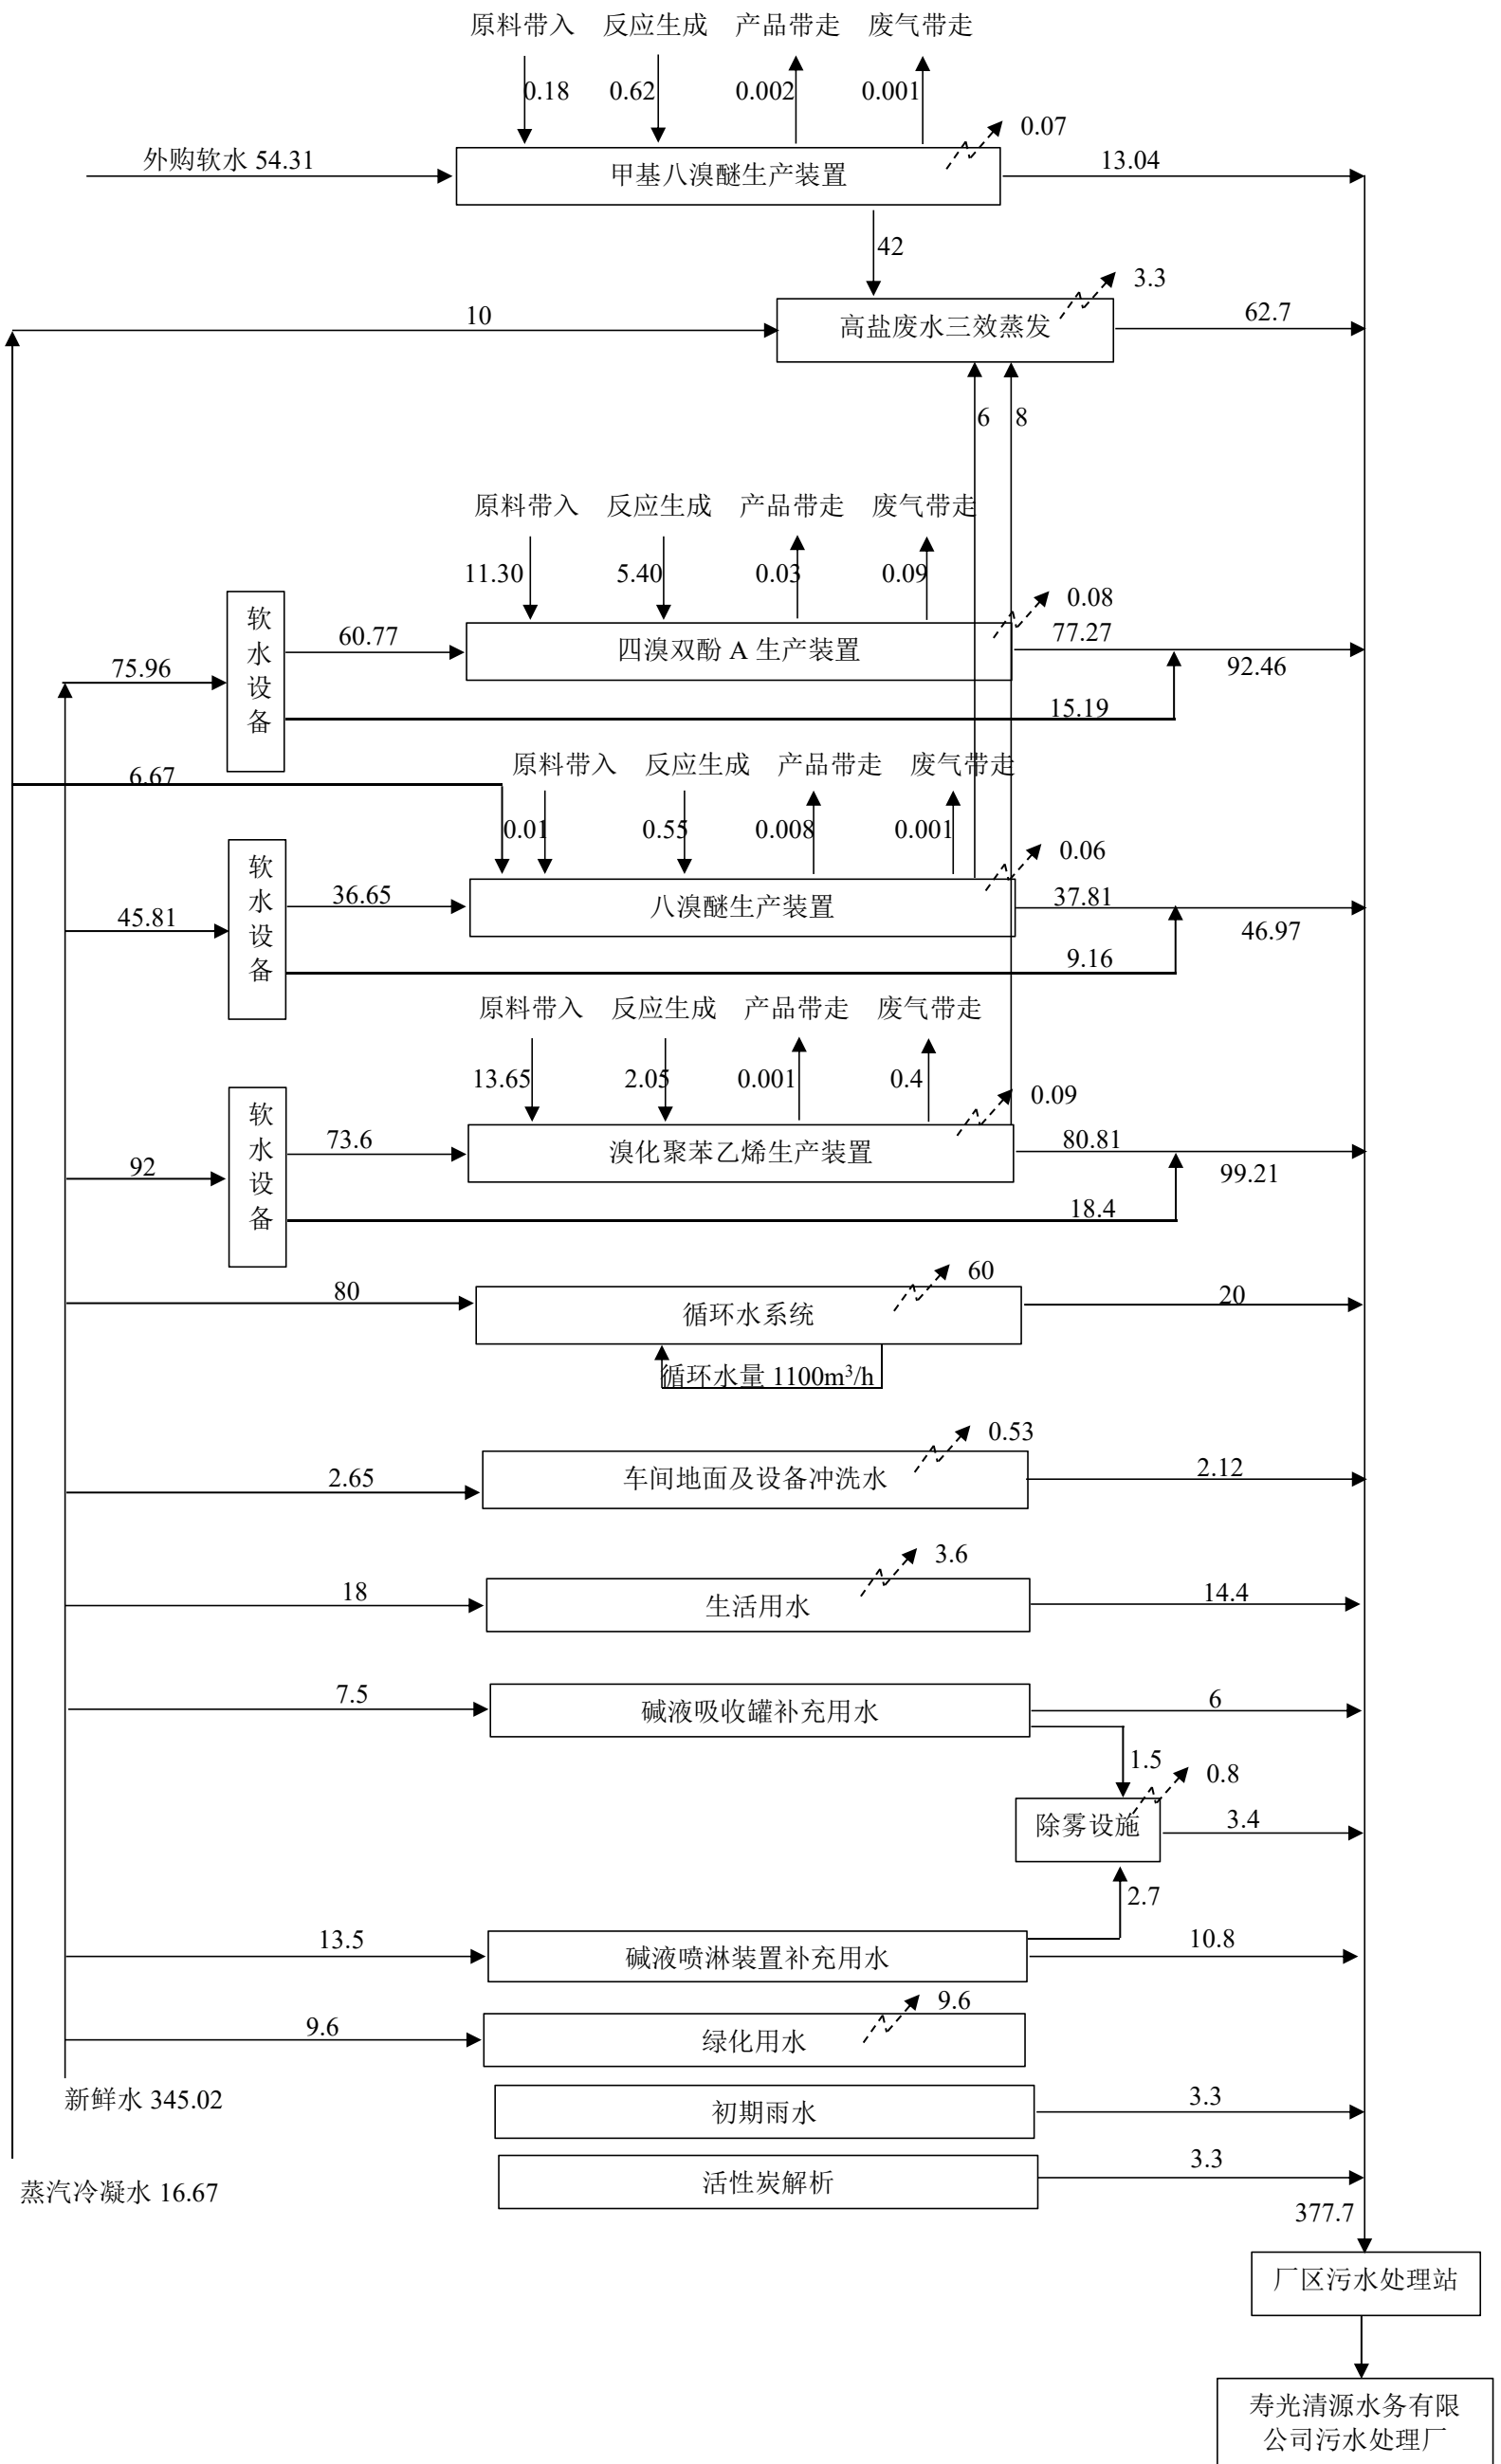 原料带入 反应生成 产品带走 废气带走
0.18 0.62 0.002 0.001
0.07
外购软水 54.31
甲基八溴醚生产装置
13.04
42
3.3
10
高盐废水三效蒸发
62.7
6 8
原料带入 反应生成 产品带走 废气带走
11.30 5.40 0.03 0.09
0.08
软水设备
75.96
60.77
四溴双酚 A 生产装置
77.27
92.46
15.19
6.67
原料带入 反应生成 产品带走 废气带走
0.01 0.55 0.008 0.001
0.06
软水设备
45.81
36.65
八溴醚生产装置
37.81
46.97
9.16
原料带入 反应生成 产品带走 废气带走
13.65 2.05 0.001 0.4
0.09
软水设备
92
73.6
溴化聚苯乙烯生产装置
80.81
99.21
18.4
60
80
循环水系统
20
循环水量 1100m³/h
0.53
2.65
车间地面及设备冲洗水
2.12
3.6
18
生活用水
14.4
7.5
碱液吸收罐补充用水
6
1.5
0.8
除雾设施
3.4
2.7
13.5
碱液喷淋装置补充用水
10.8
9.6
9.6
绿化用水
新鲜水 345.02
初期雨水
3.3
蒸汽冷凝水 16.67
活性炭解析
3.3
377.7
厂区污水处理站
寿光清源水务有限
公司污水处理厂